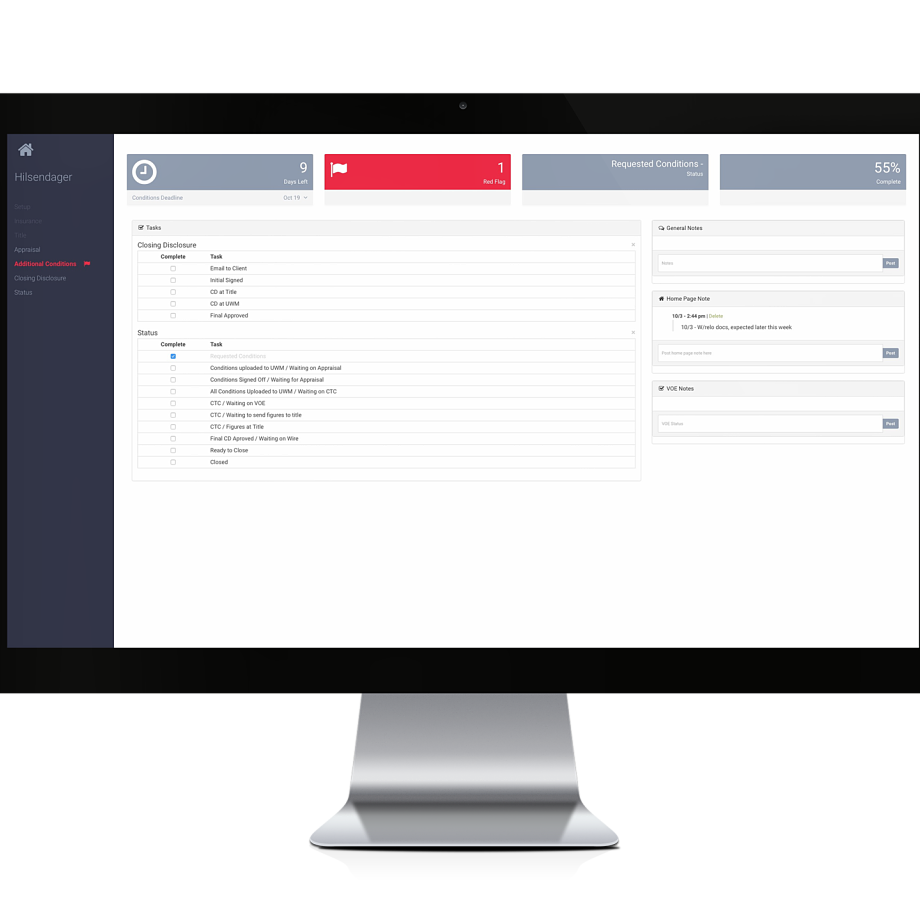 Hilsendager
Setup
Insurance
Title
Appraisal
Additional Conditions
Closing Disclosure
Status
9
Days Left
Conditions Deadline
Oct 19
1
Red Flag
Requested Conditions -
Status
55%
Complete
Tasks
Closing Disclosure
×
Complete Task
Email to Client
Initial Signed
CD at Title
CD at UWM
Final Approved
Status
×
Complete Task
Requested Conditions
Conditions uploaded to UWM / Waiting on Appraisal
Conditions Signed Off / Waiting for Appraisal
All Conditions Uploaded to UWM / Waiting on CTC
CTC / Waiting on VOE
CTC / Waiting to send figures to title
CTC / Figures at Title
Final CD Aproved / Waiting on Wire
Ready to Close
Closed
General Notes
Notes
Post
Home Page Note
10/3 - 2:44 pm | Delete
10/3 - W/relo docs, expected later this week
Post home page note here
Post
VOE Notes
VOE Status
Post